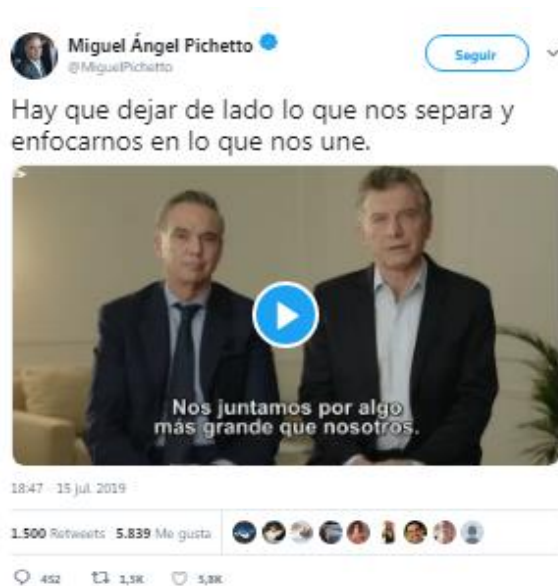 Miguel Ángel Pichetto
@MiguelPichetto
Seguir
Hay que dejar de lado lo que nos separa y
enfocarnos en lo que nos une.
Nos juntamos por algo
más grande que nosotros.
18:47 - 15 jul. 2019
1.500 Retweets 5.839 Me gusta
452 1,5K 5,8K